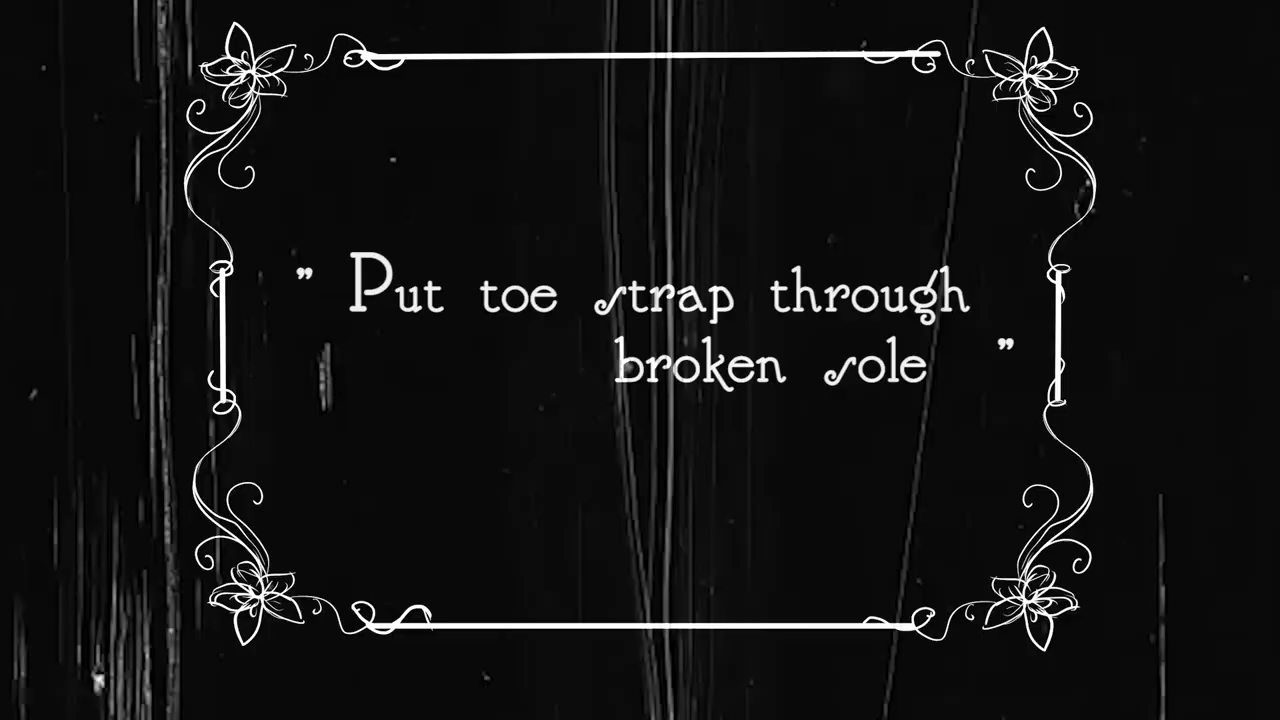 ” Put toe strap through
broken sole ”